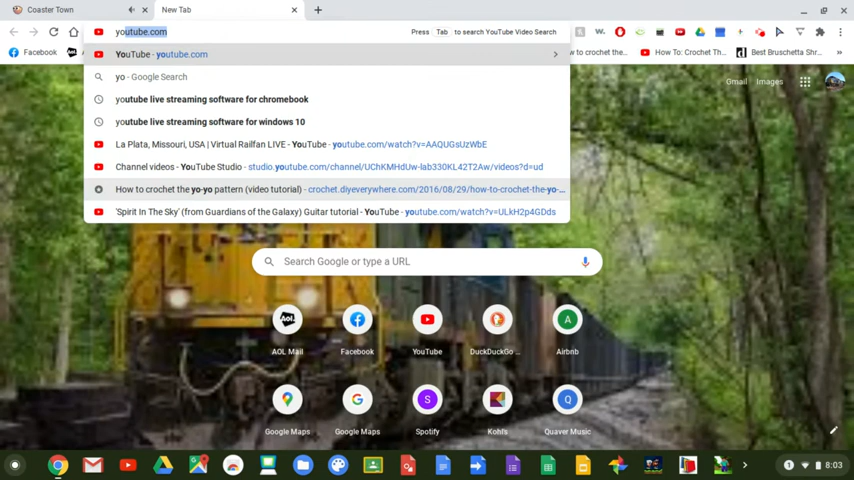 Coaster Town
New Tab
youtube.com
Press Tab to search YouTube Video Search
Facebook
ow to crochet the...
How To: Crochet Th...
Best Bruschetta Shr...
YouTube - youtube.com
yo - Google Search
youtube live streaming software for chromebook
youtube live streaming software for windows 10
La Plata, Missouri, USA | Virtual Railfan LIVE - YouTube - youtube.com/watch?v=AAQUGsUzWbE
Channel videos - YouTube Studio - studio.youtube.com/channel/UChKMHdUw-lab330KL42T2Aw/videos?d=ud
How to crochet the yo-yo pattern (video tutorial) - crochet.diyeverywhere.com/2016/08/29/how-to-crochet-the-yo-...
'Spirit In The Sky' (from Guardians of the Galaxy) Guitar tutorial - YouTube - youtube.com/watch?v=ULkH2p4GDds
Gmail Images
Search Google or type a URL
Aol.
A
AOL Mail Facebook YouTube DuckDuckGo ... Airbnb
G S Q
Google Maps Google Maps Spotify Kohl's Quaver Music
1 8:03